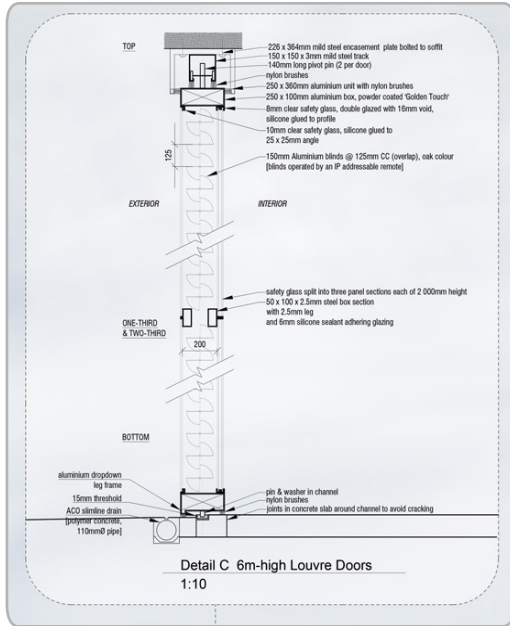 TOP
226 x 364mm mild steel encasement plate bolted to soffit
150 x 150 x 3mm mild steel track
140mm long pivot pin (2 per door)
nylon brushes
250 x 360mm aluminium unit with nylon brushes
250 x 100mm aluminium box, powder coated 'Golden Touch'
8mm clear safety glass, double glazed with 16mm void,
silicone glued to profile
10mm clear safety glass, silicone glued to
25 x 25mm angle
125
150mm Aluminium blinds @ 125mm CC (overlap), oak colour
[blinds operated by an IP addressable remote]
EXTERIOR
INTERIOR
safety glass split into three panel sections each of 2 000mm height
50 x 100 x 2.5mm steel box section
with 2.5mm leg
and 6mm silicone sealant adhering glazing
ONE-THIRD
& TWO-THIRD
200
BOTTOM
aluminium dropdown
leg frame
15mm threshold
ACO slimline drain
[polymer concrete,
110mmØ pipe]
pin & washer in channel
nylon brushes
joints in concrete slab around channel to avoid cracking
Detail C 6m-high Louvre Doors
1:10